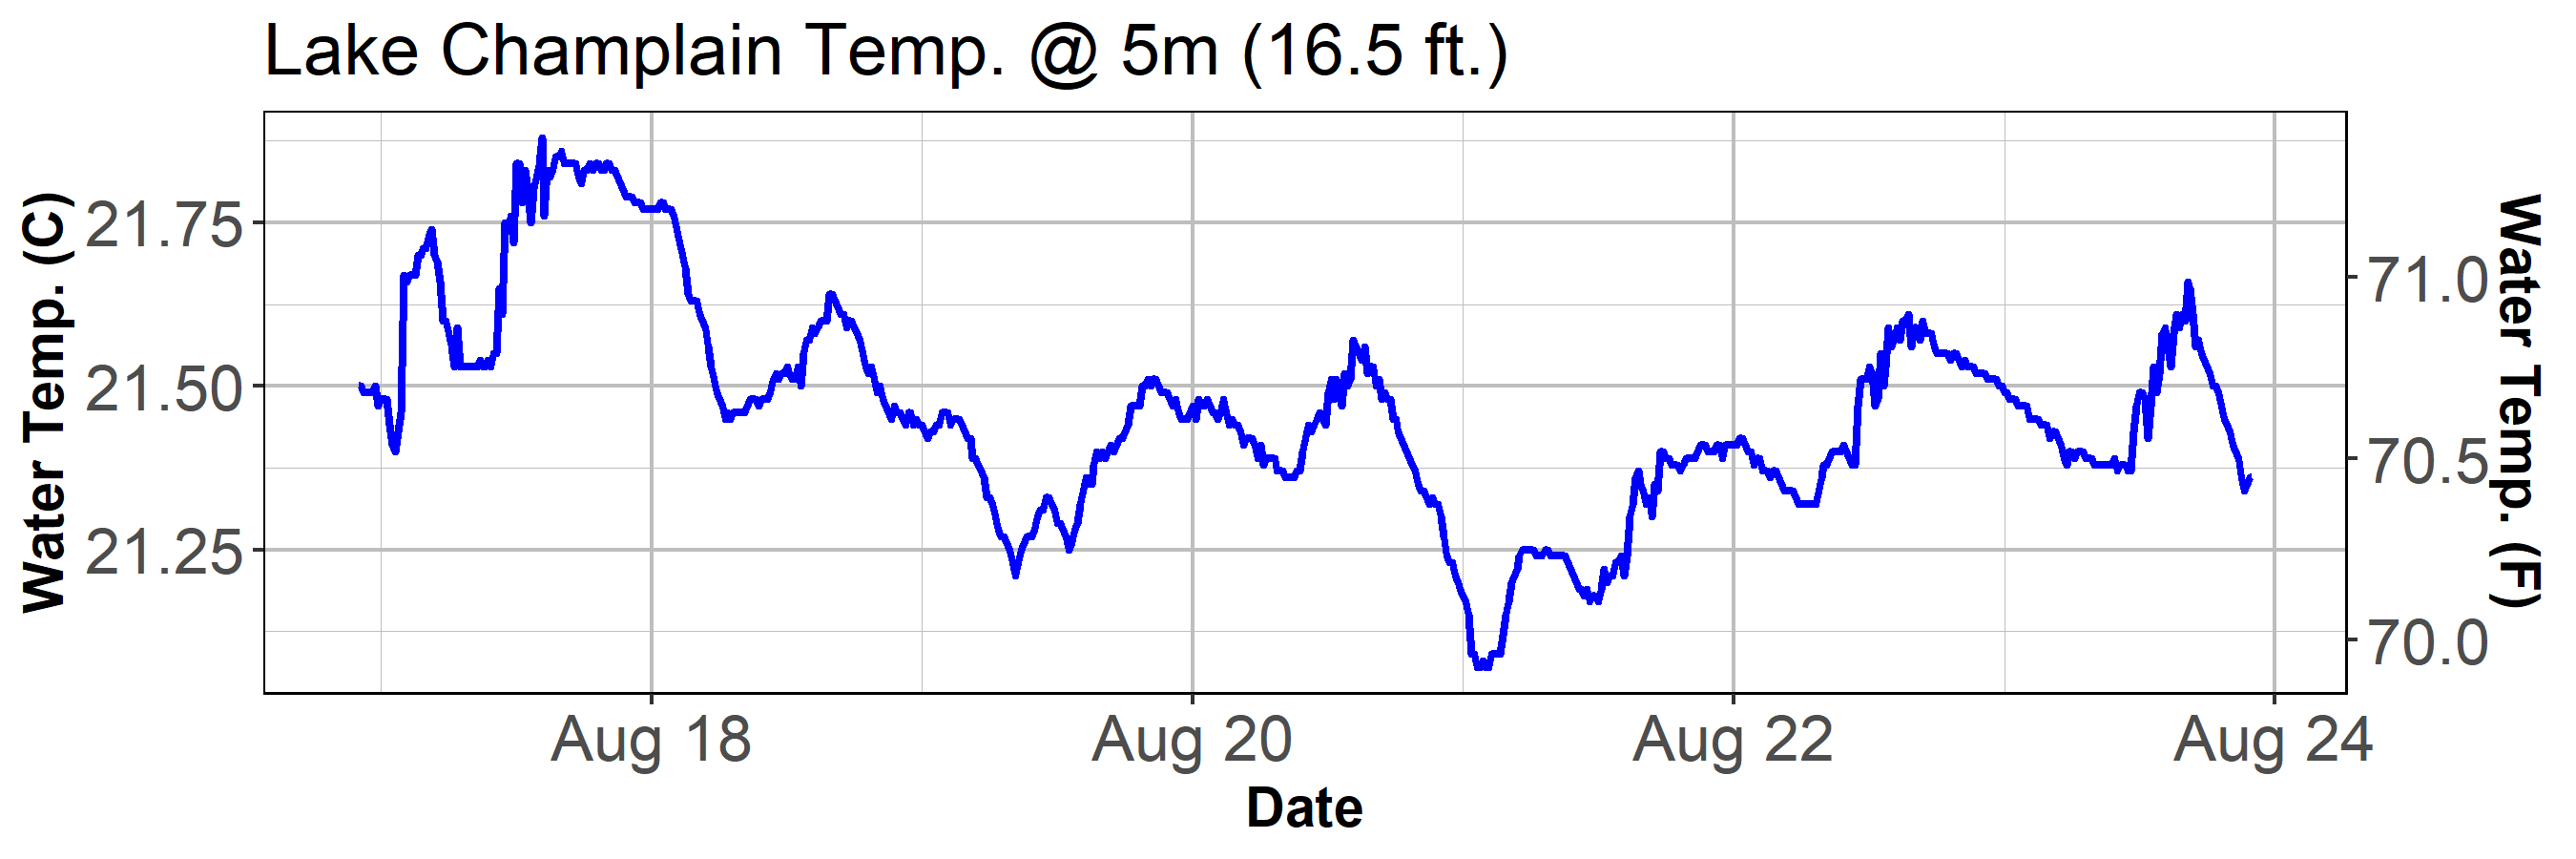 Lake Champlain Temp. @ 5m (16.5 ft.)
Water Temp. (C)
21.75
21.50
21.25
71.0
70.5
70.0
Water Temp. (F)
Aug 18 Aug 20 Aug 22 Aug 24
Date